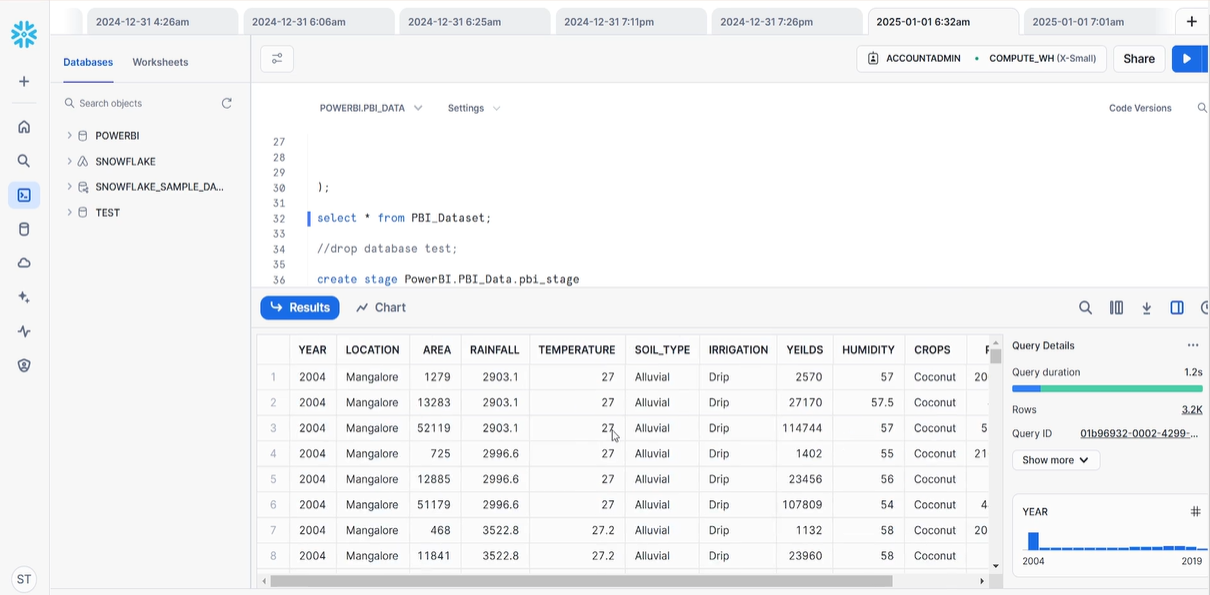 2024-12-31 4:26am 2024-12-31 6:06am 2024-12-31 6:25am 2024-12-31 7:11pm 2024-12-31 7:26pm 2025-01-01 6:32am 2025-01-01 7:01am +
Databases Worksheets
ACCOUNTADMIN • COMPUTE_WH (X-Small) Share
Search objects
POWERBI
SNOWFLAKE
SNOWFLAKE_SAMPLE_DA...
TEST
ST
POWERBI.PBI_DATA Settings Code Versions
27
28
29
30 );
31
32 select * from PBI_Dataset;
33
34 //drop database test;
35
36 create stage PowerBI.PBI_Data.pbi_stage
Results Chart
YEAR LOCATION AREA RAINFALL TEMPERATURE SOIL_TYPE IRRIGATION YEILDS HUMIDITY CROPS
1 2004 Mangalore 1279 2903.1 27 Alluvial Drip 2570 57 Coconut 20
2 2004 Mangalore 13283 2903.1 27 Alluvial Drip 27170 57.5 Coconut
3 2004 Mangalore 52119 2903.1 27 Alluvial Drip 114744 57 Coconut 5
4 2004 Mangalore 725 2996.6 27 Alluvial Drip 1402 55 Coconut 21
5 2004 Mangalore 12885 2996.6 27 Alluvial Drip 23456 56 Coconut
6 2004 Mangalore 51179 2996.6 27 Alluvial Drip 107809 54 Coconut 4
7 2004 Mangalore 468 3522.8 27.2 Alluvial Drip 1132 58 Coconut 20
8 2004 Mangalore 11841 3522.8 27.2 Alluvial Drip 23960 58 Coconut
Query Details ...
Query duration 1.2s
Rows 3.2K
Query ID 01b96932-0002-4299-...
Show more
YEAR #
2004 2019